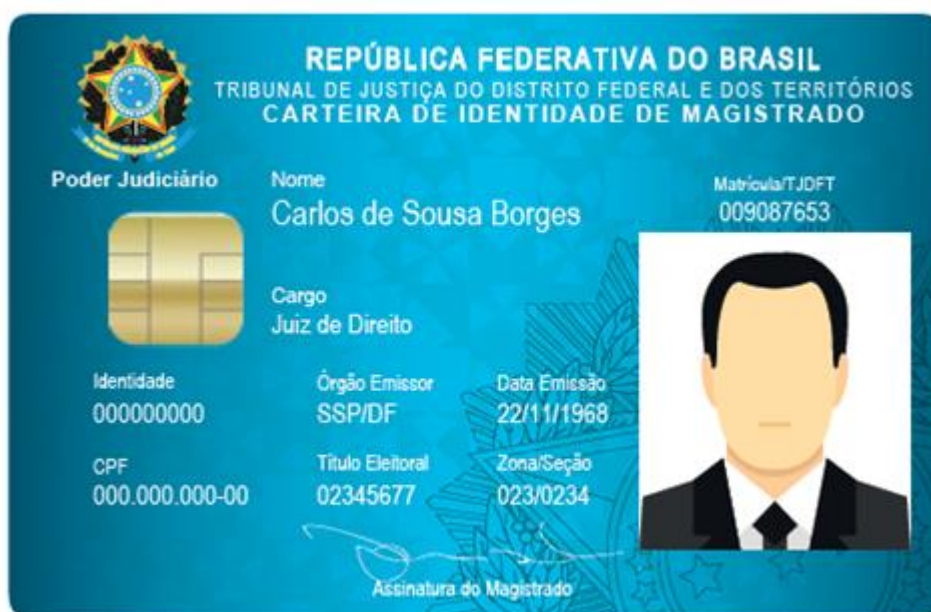 REPÚBLICA FEDERATIVA DO BRASIL
TRIBUNAL DE JUSTIÇA DO DISTRITO FEDERAL E DOS TERRITÓRIOS
CARTEIRA DE IDENTIDADE DE MAGISTRADO
Poder Judiciário
Nome
Carlos de Sousa Borges
Matrícula/TJDFT
009087653
Cargo
Juiz de Direito
Identidade
000000000
Órgão Emissor
SSP/DF
Data Emissão
22/11/1968
CPF
000.000.000-00
Título Eleitoral
02345677
Zona/Seção
023/0234
Assinatura do Magistrado